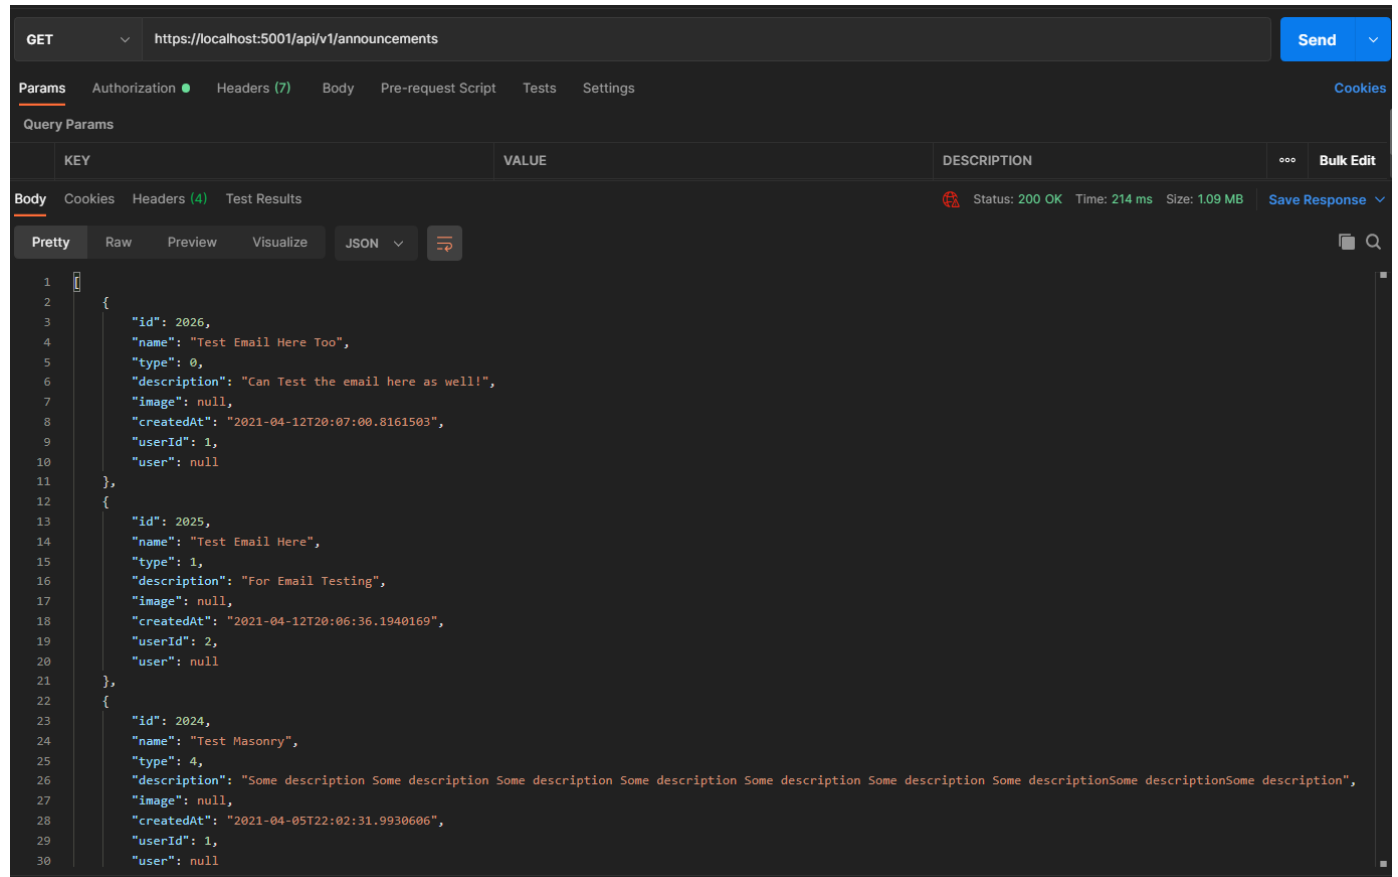 GET https://localhost:5001/api/v1/announcements Send
Params Authorization Headers (7) Body Pre-request Script Tests Settings Cookies
Query Params
KEY VALUE DESCRIPTION ooo Bulk Edit
Body Cookies Headers (4) Test Results Status: 200 OK Time: 214 ms Size: 1.09 MB Save Response
Pretty Raw Preview Visualize JSON
1 [
2 {
3 "id": 2026,
4 "name": "Test Email Here Too",
5 "type": 0,
6 "description": "Can Test the email here as well!",
7 "image": null,
8 "createdAt": "2021-04-12T20:07:00.8161503",
9 "userId": 1,
10 "user": null
11 },
12 {
13 "id": 2025,
14 "name": "Test Email Here",
15 "type": 1,
16 "description": "For Email Testing",
17 "image": null,
18 "createdAt": "2021-04-12T20:06:36.1940169",
19 "userId": 2,
20 "user": null
21 },
22 {
23 "id": 2024,
24 "name": "Test Masonry",
25 "type": 4,
26 "description": "Some description Some description Some description Some description Some description Some description Some descriptionSome descriptionSome description",
27 "image": null,
28 "createdAt": "2021-04-05T22:02:31.9930606",
29 "userId": 1,
30 "user": null